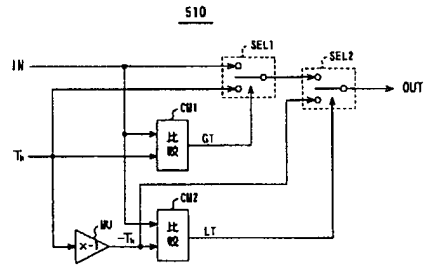 510
SEL1
SEL2
IN
OUT
CM1
比較
GT
Th
CM2
MU
×-1
-Th
比較
LT